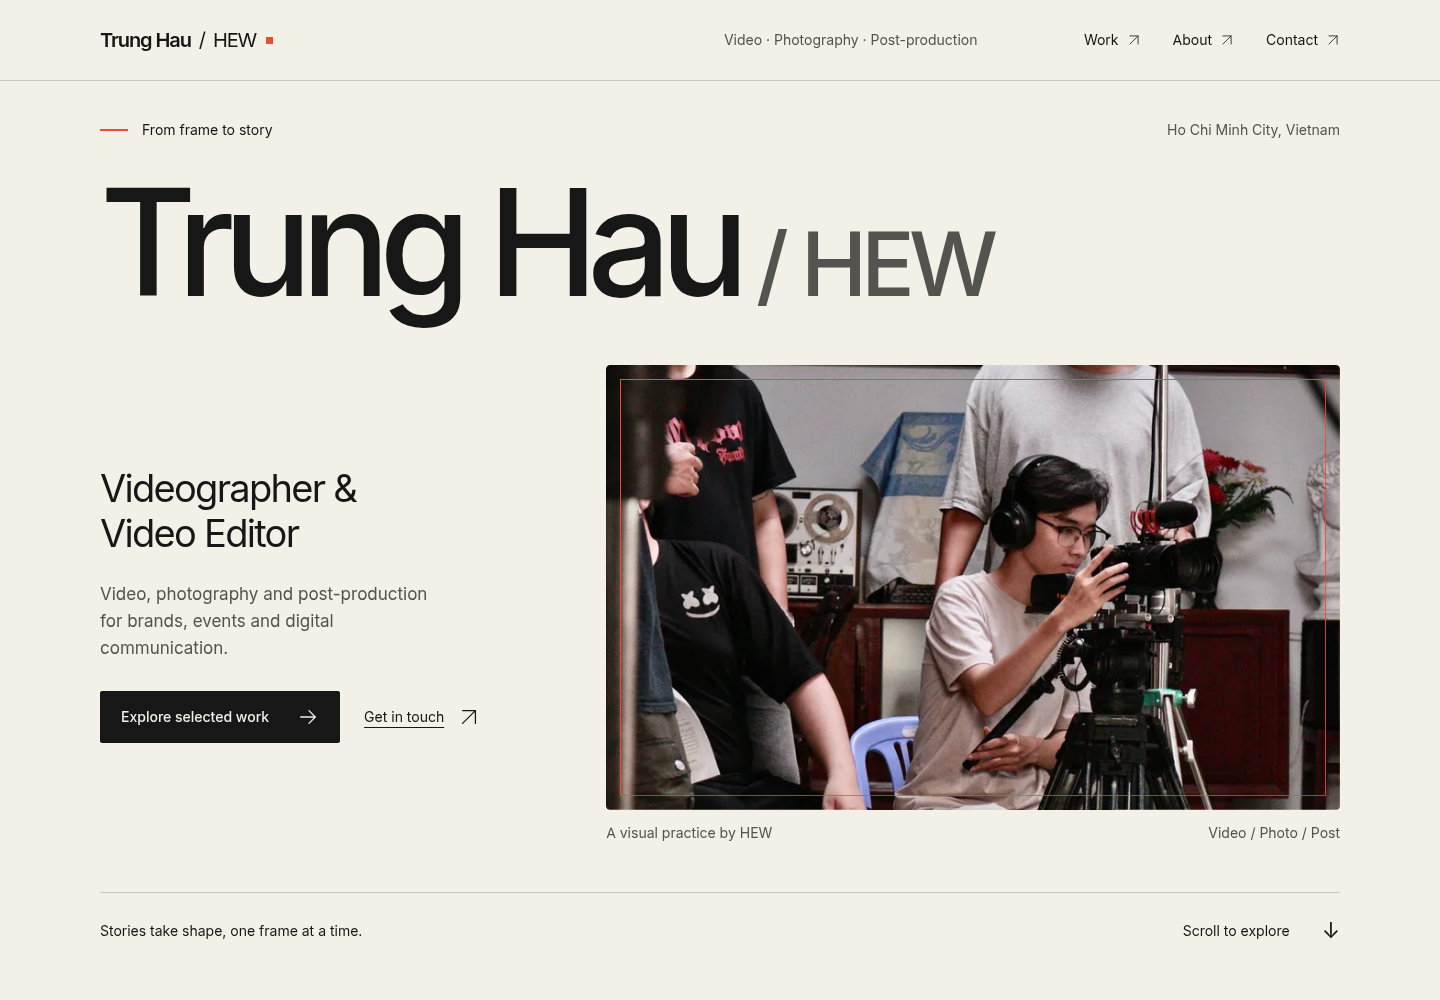 Trung Hau / HEW
Video · Photography · Post-production
Work
About
Contact
From frame to story
Ho Chi Minh City, Vietnam
Trung Hau / HEW
Videographer &
Video Editor
Video, photography and post-production
for brands, events and digital
communication.
Explore selected work
Get in touch
A visual practice by HEW
Video / Photo / Post
Stories take shape, one frame at a time.
Scroll to explore